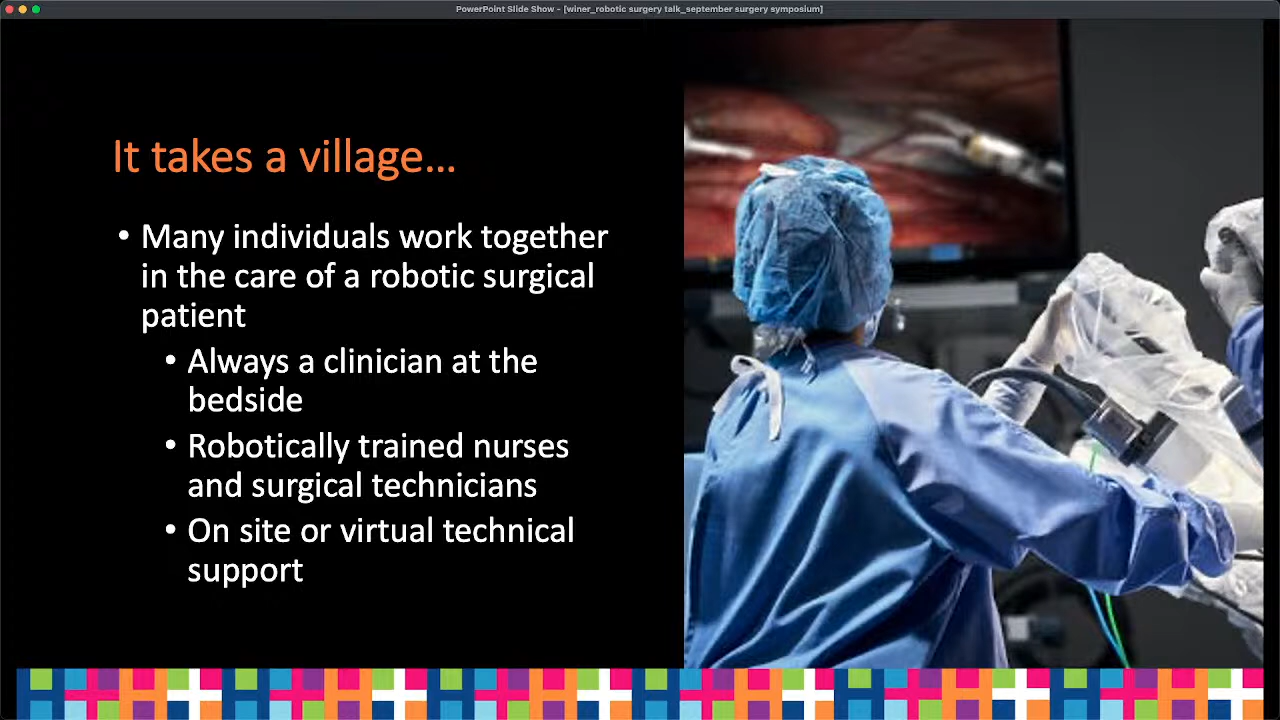 PowerPoint Slide Show - [winer_robotic surgery talk_september surgery symposium]
It takes a village...
• Many individuals work together
in the care of a robotic surgical
patient
• Always a clinician at the
bedside
• Robotically trained nurses
and surgical technicians
• On site or virtual technical
support